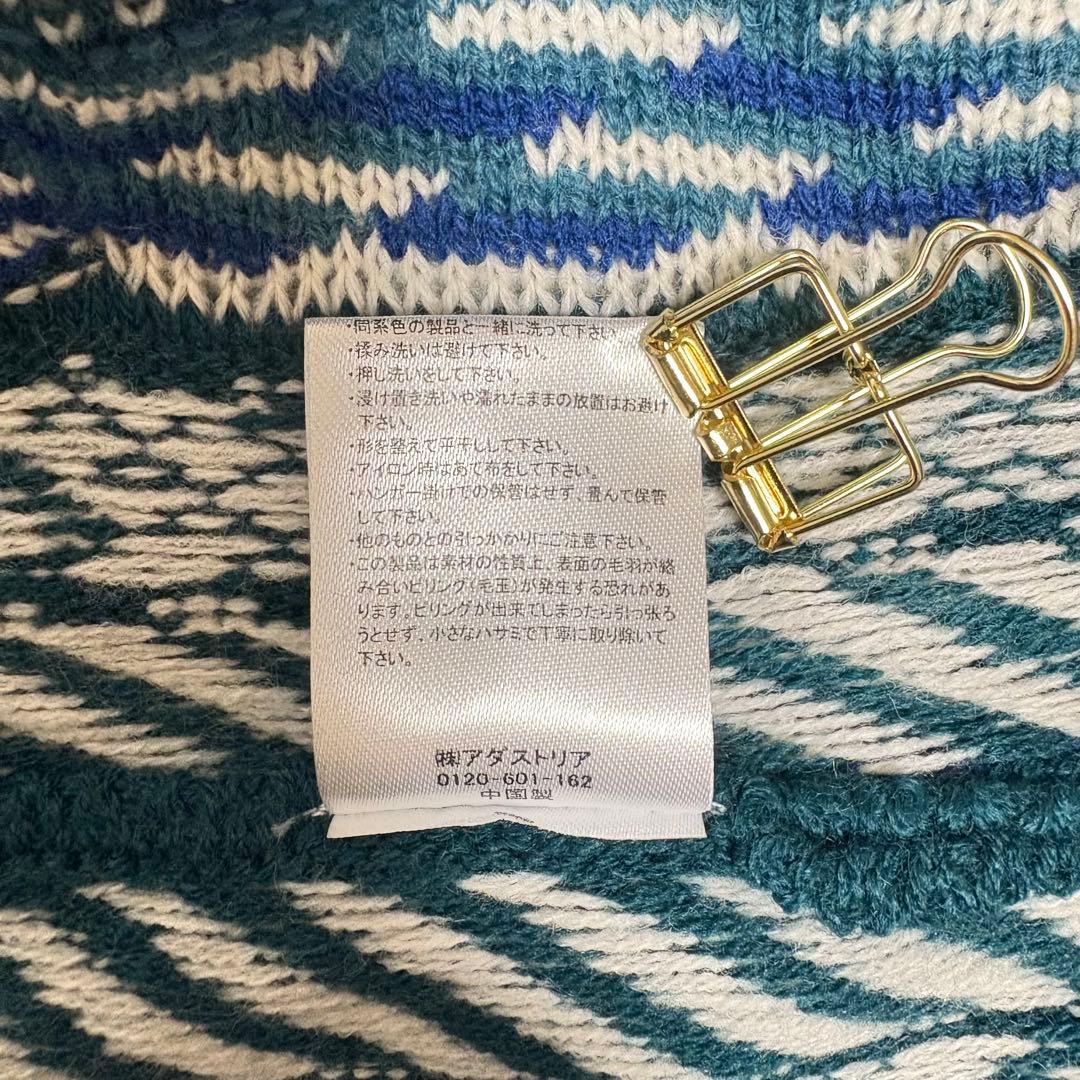 ・同系色の製品と一緒に洗って下さい
・揉み洗いは避けて下さい。
・押し洗いをして下さい。
・浸け置き洗いや濡れたままの放置はお避け
下さい。
・形を整えて平干しして下さい。
・アイロン時はあて布をして下さい。
・ハンガー掛けでの保管はせず、畳んで保管
して下さい。
・他のものとの引っかかりにご注意下さい。
・この製品は素材の性質上、表面の毛羽が絡
み合いピリング(毛玉)が発生する恐れがあ
ります。ピリングが出来てしまったら引っ張ろ
うとせず、小さなハサミで丁寧に取り除いて
下さい。
㈱アダストリア
0120-601-162
中国製